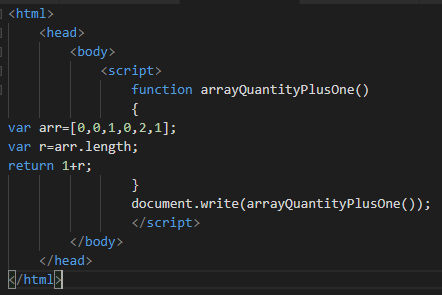 <html>
<head>
<body>
<script>
function arrayQuantityPlusOne()
{
var arr=[0,0,1,0,2,1];
var r=arr.length;
return 1+r;
}
document.write(arrayQuantityPlusOne());
</script>
</body>
</head>
</html>